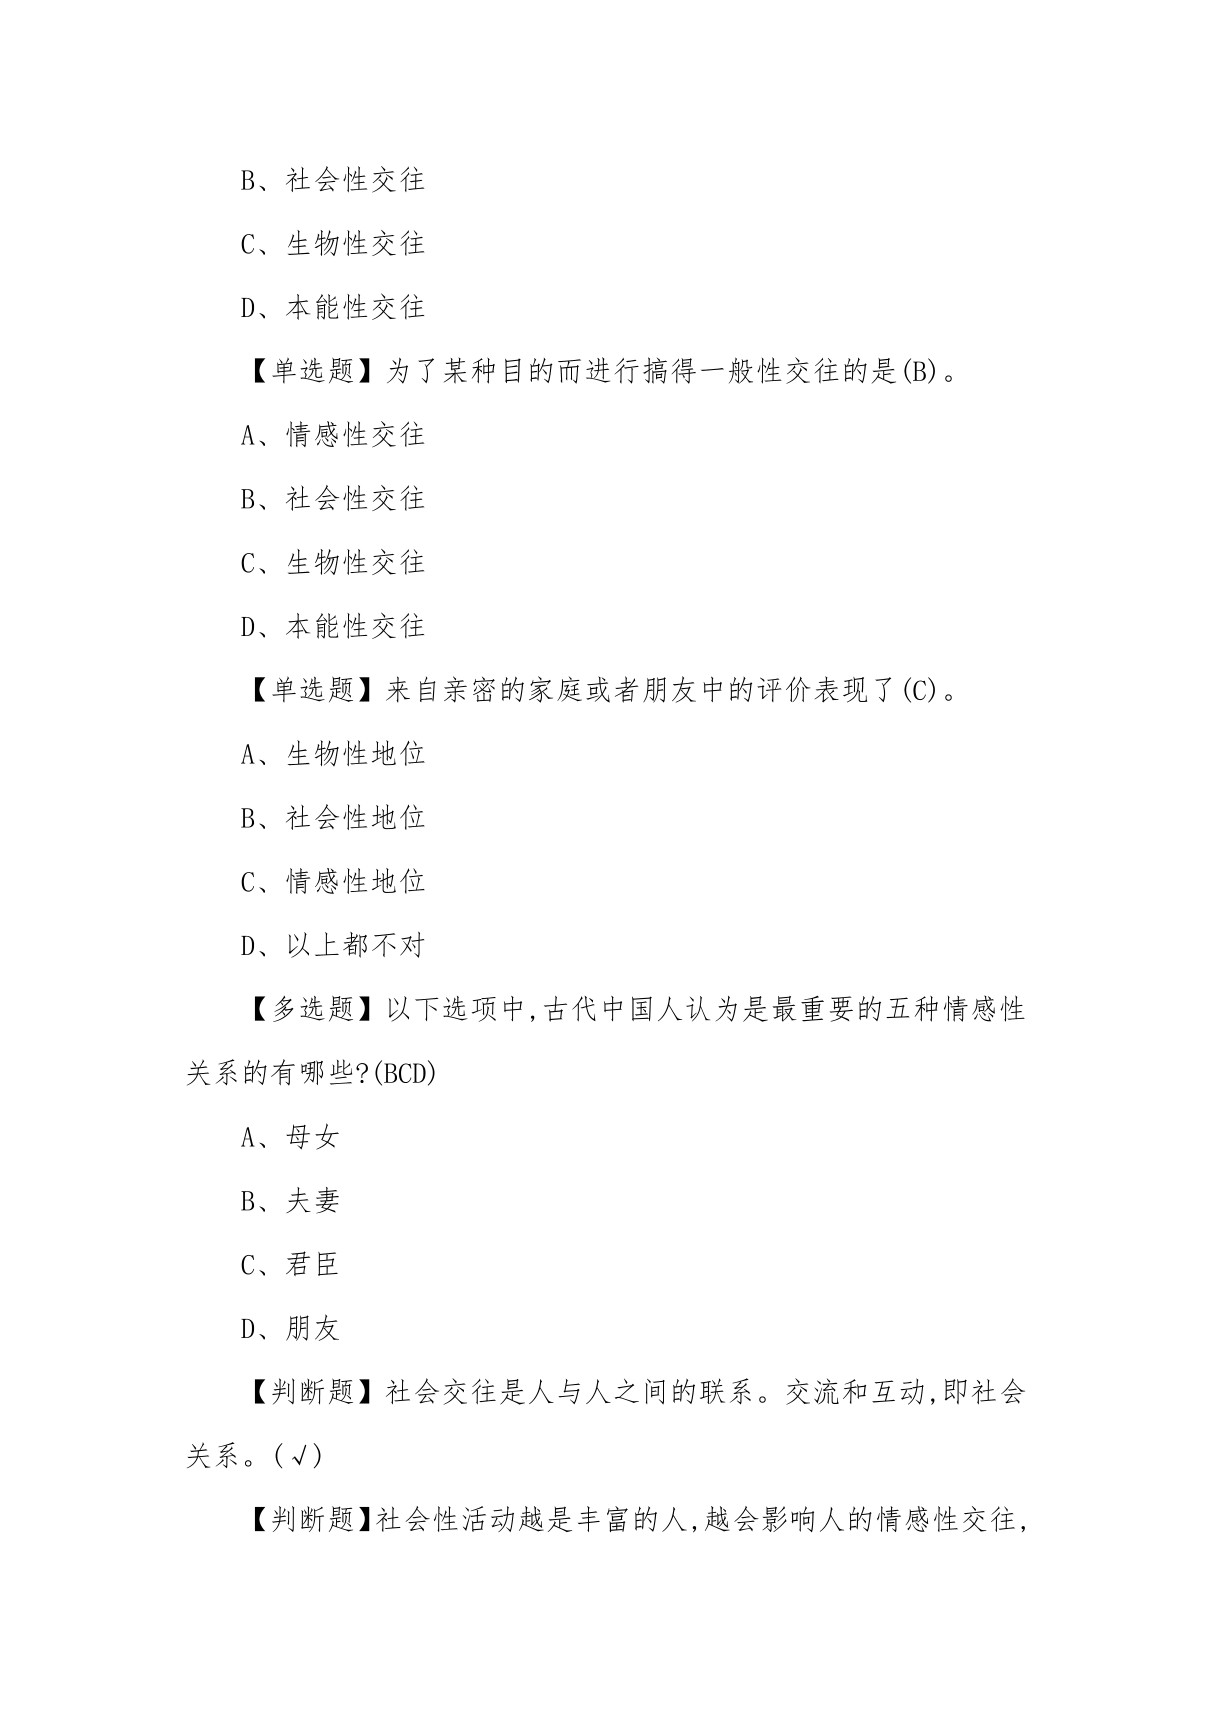 B、社会性交往
C、生物性交往
D、本能性交往
【单选题】为了某种目的而进行搞得一般性交往的是(B)。
A、情感性交往
B、社会性交往
C、生物性交往
D、本能性交往
【单选题】来自亲密的家庭或者朋友中的评价表现了(C)。
A、生物性地位
B、社会性地位
C、情感性地位
D、以上都不对
【多选题】以下选项中,古代中国人认为是最重要的五种情感性
关系的有哪些?(BCD)
A、母女
B、夫妻
C、君臣
D、朋友
【判断题】社会交往是人与人之间的联系。交流和互动,即社会
关系。(√)
【判断题】社会性活动越是丰富的人,越会影响人的情感性交往,